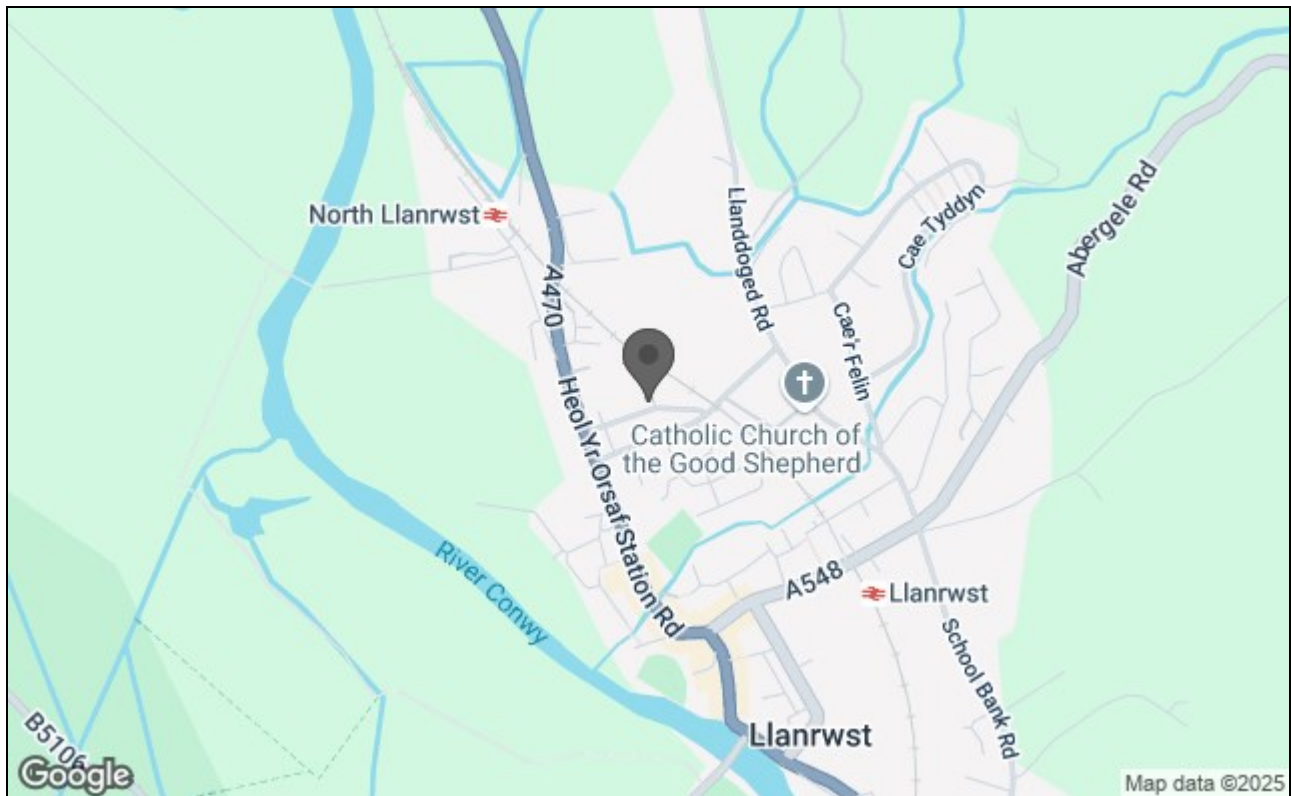 North Llanrwst
A470
Llanddoged Rd
Cae Tyddyn
Abergele Rd
Cae'r Felin
Heol Yr Orsaf
Station Rd
Catholic Church of
the Good Shepherd
River Conwy
A548
Llanrwst
School Bank Rd
Llanrwst
B5106
Google
Map data ©2025